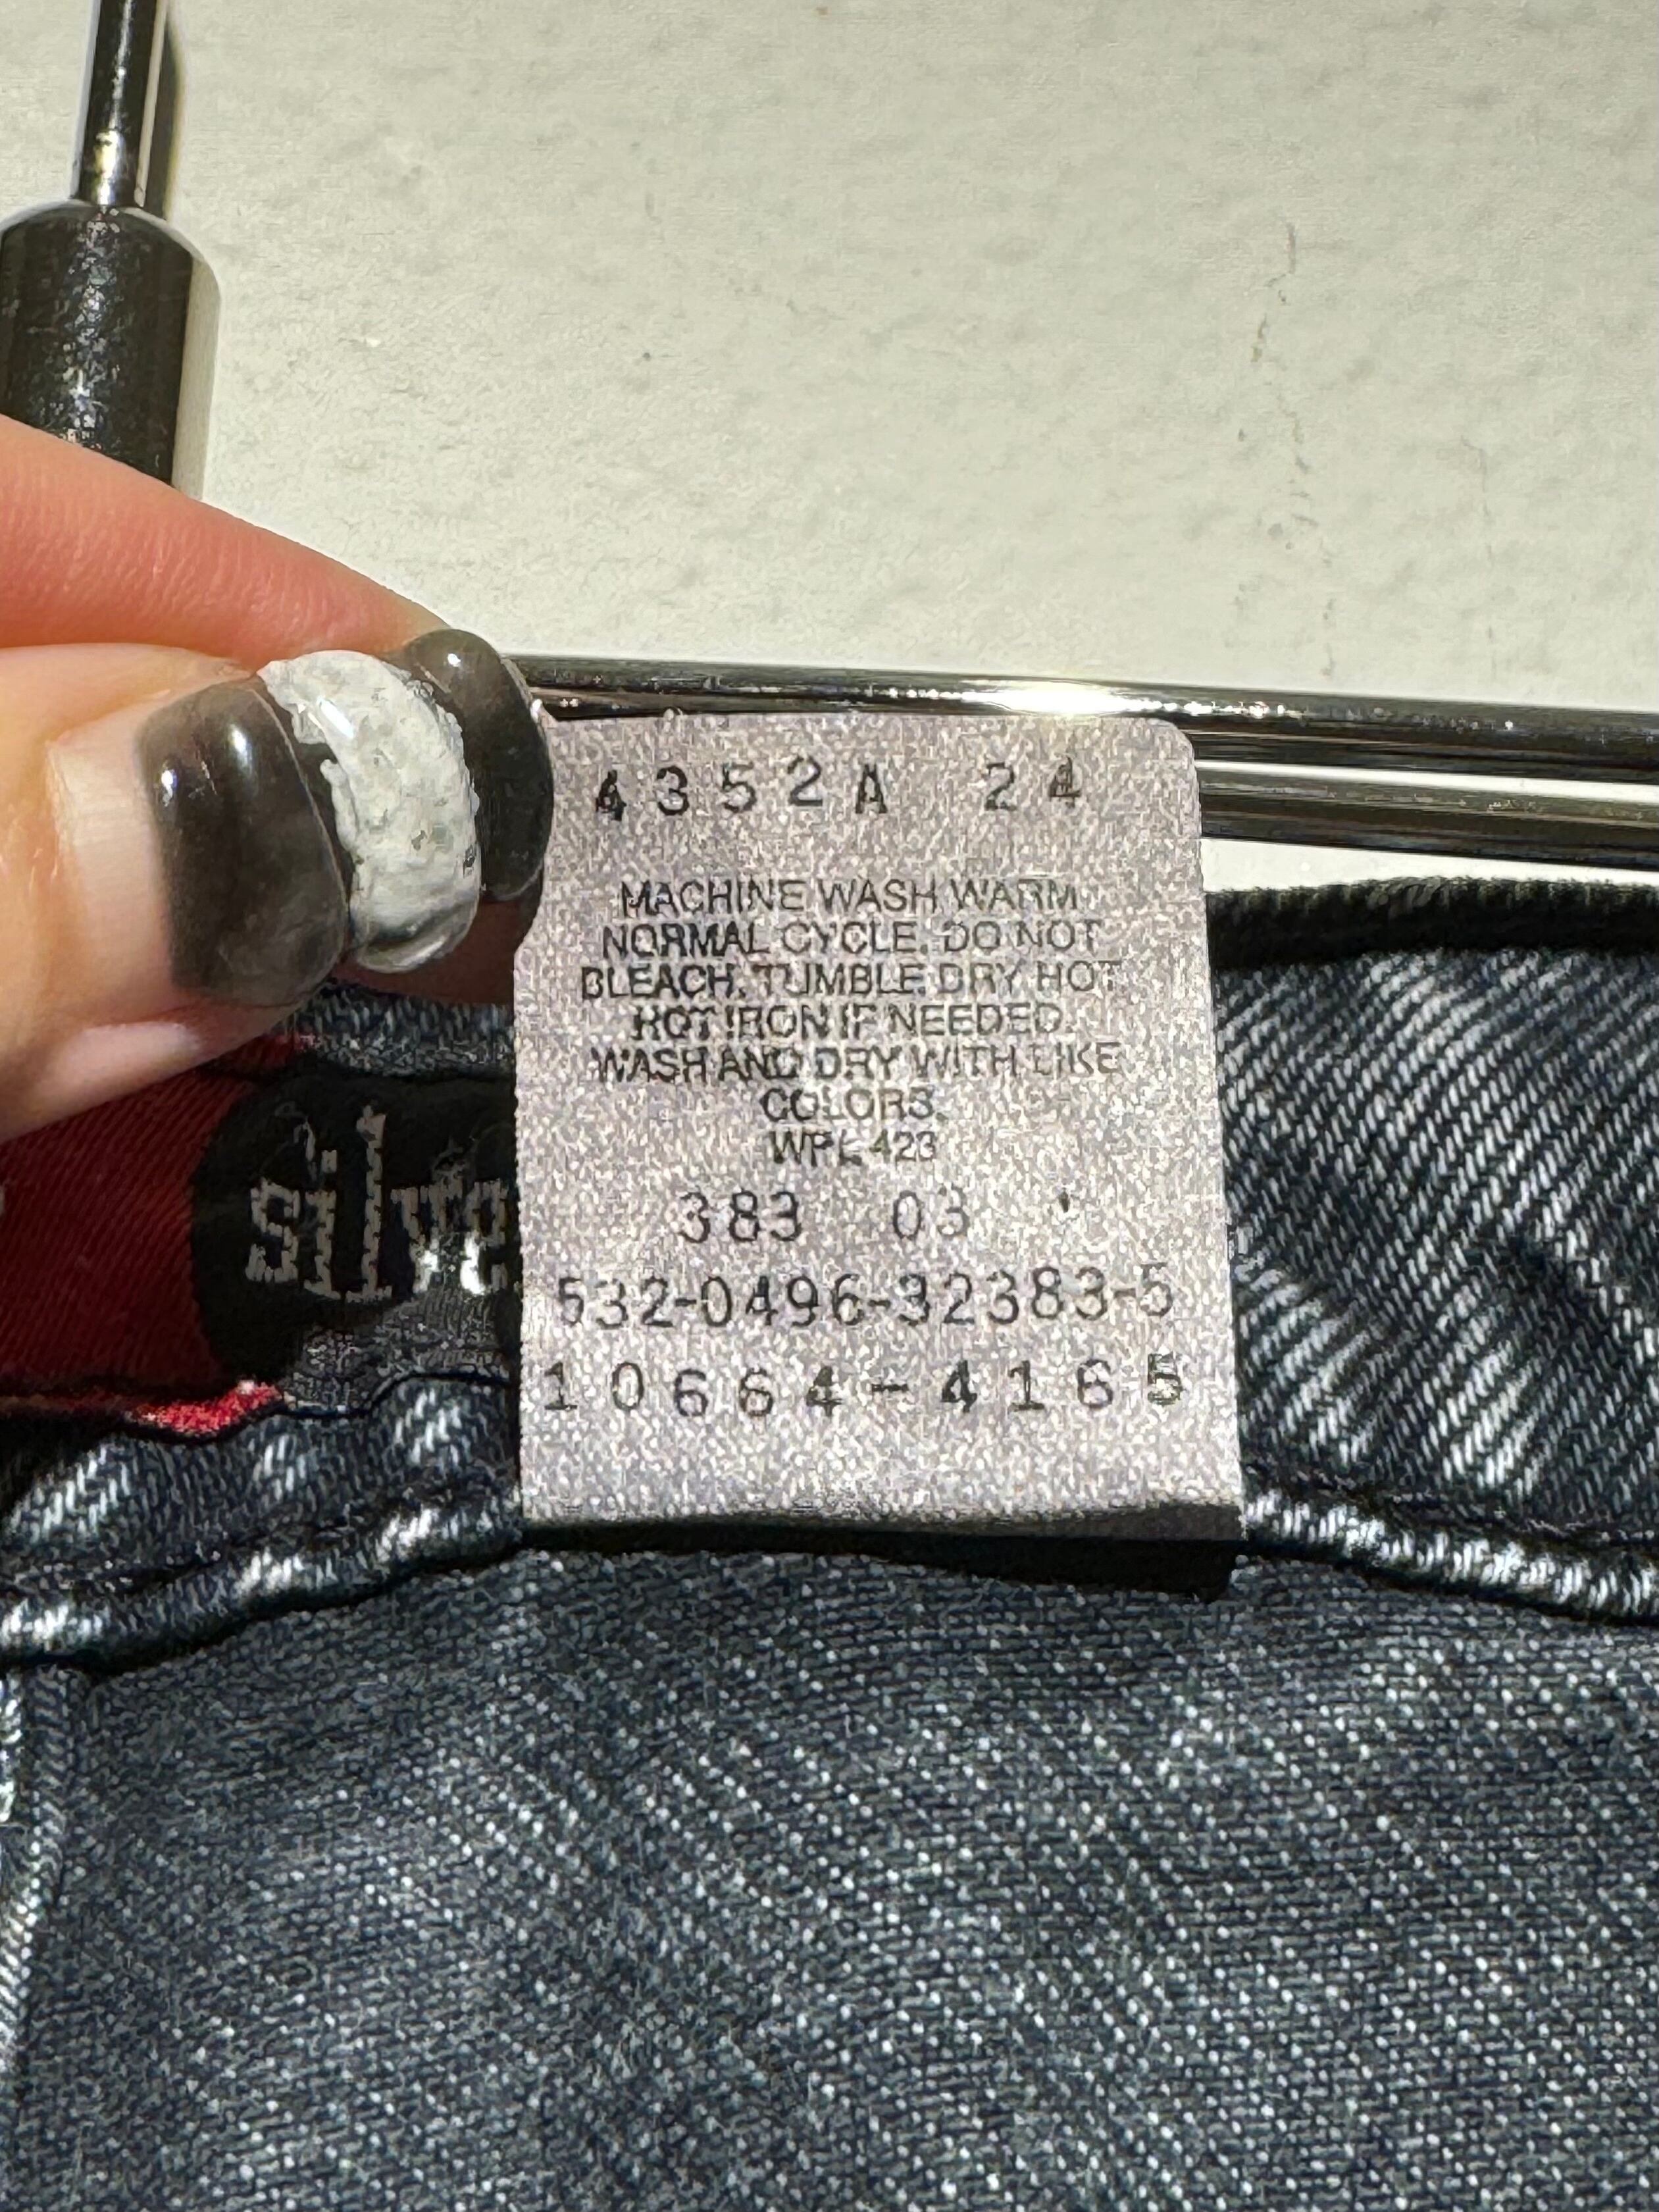 4352A 24
MACHINE WASH WARM
NORMAL CYCLE. DO NOT
BLEACH. TUMBLE DRY HOT
HOT IRON IF NEEDED.
WASH AND DRY WITH LIKE
COLORS.
WPL 423
383 03
532-0496-32383-5
10664-4165
silve